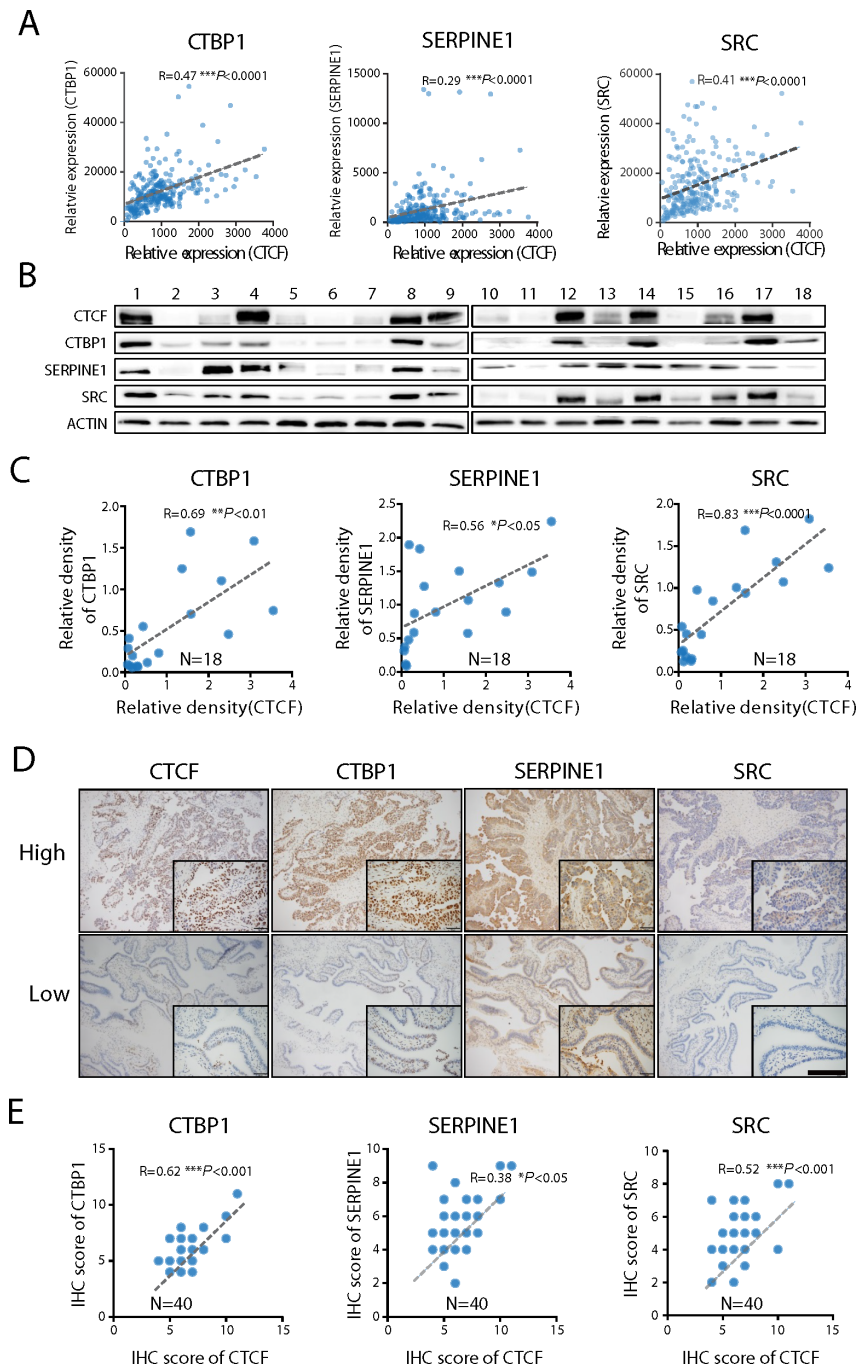 A
CTBP1
SERPINE1
SRC
R=0.47 ***P<0.0001
R=0.29 ***P<0.0001
R=0.41 ***P<0.0001
Relatvie expression (CTBP1)
60000
40000
20000
0
0 1000 2000 3000 4000
Relative expression (CTCF)
Relatvie expression (SERPINE1)
15000
10000
5000
0
0 1000 2000 3000 4000
Relative expression (CTCF)
Relatvie expression (SRC)
60000
40000
20000
0
0 1000 2000 3000 4000
Relative expression (CTCF)
B
1 2 3 4 5 6 7 8 9 10 11 12 13 14 15 16 17 18
CTCF
CTBP1
SERPINE1
SRC
ACTIN
C
CTBP1
SERPINE1
SRC
R=0.69 **P<0.01
R=0.56 *P<0.05
R=0.83 ***P<0.0001
Relative density
of CTBP1
2.0
1.5
1.0
0.5
0.0
N=18
0 1 2 3 4
Relative density(CTCF)
Relative density
of SERPINE1
2.5
2.0
1.5
1.0
0.5
0.0
N=18
0 1 2 3 4
Relative density(CTCF)
Relative density
of SRC
2.0
1.5
1.0
0.5
0.0
N=18
0 1 2 3 4
Relative density(CTCF)
D
CTCF
CTBP1
SERPINE1
SRC
High
Low
E
CTBP1
SERPINE1
SRC
R=0.62 ***P<0.001
R=0.38 *P<0.05
R=0.52 ***P<0.001
IHC score of CTBP1
15
10
5
0
N=40
0 5 10 15
IHC score of CTCF
IHC score of SERPINE1
10
8
6
4
2
0
N=40
0 5 10 15
IHC score of CTCF
IHC score of SRC
10
8
6
4
2
0
N=40
0 5 10 15
IHC score of CTCF